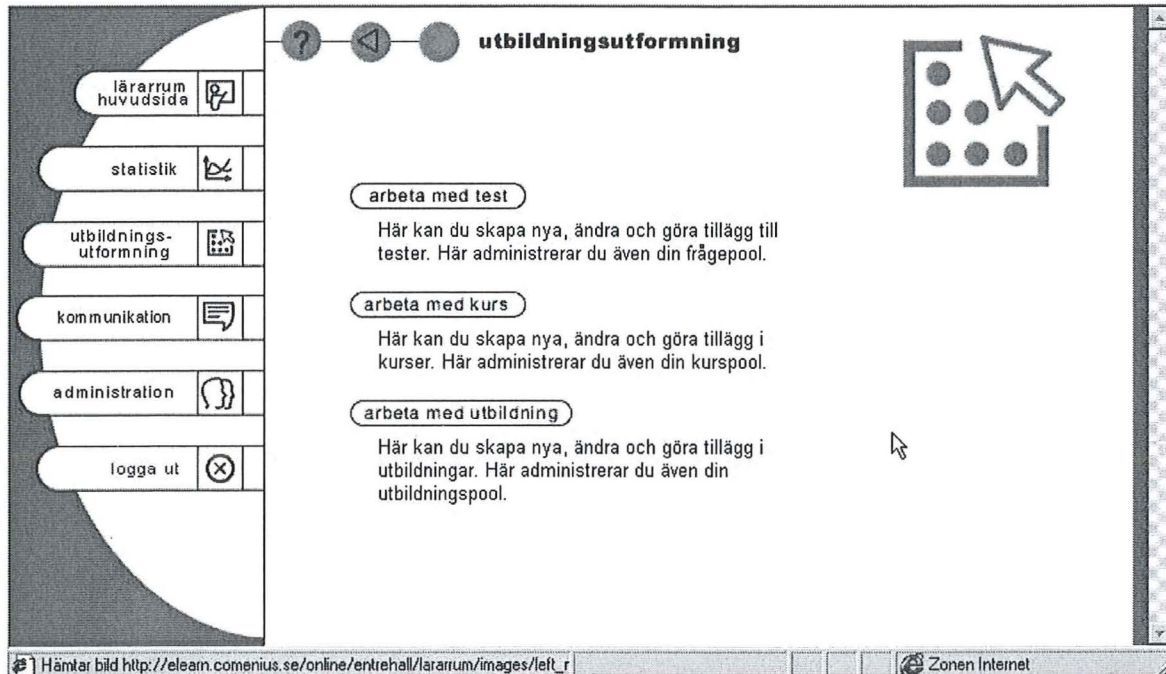 ? utbildningsutformning
lärarrum
huvudsida
statistik
utbildnings-
utformning
kommunikation
administration
logga ut
arbeta med test
Här kan du skapa nya, ändra och göra tillägg till
tester. Här administrerar du även din frågepool.
arbeta med kurs
Här kan du skapa nya, ändra och göra tillägg i
kurser. Här administrerar du även din kurspool.
arbeta med utbildning
Här kan du skapa nya, ändra och göra tillägg i
utbildningar. Här administrerar du även din
utbildningspool.
Hämtar bild http://elearn.comenius.se/online/entrehall/lararrum/images/left_r
Zonen Internet